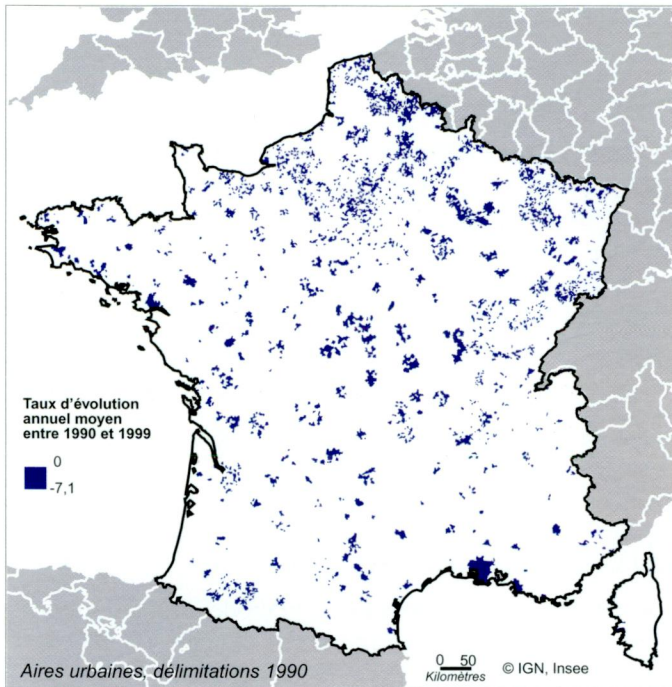 Taux d'évolution
annuel moyen
entre 1990 et 1999
0
-7,1
Aires urbaines, délimitations 1990
0 50
Kilomètres
© IGN, Insee